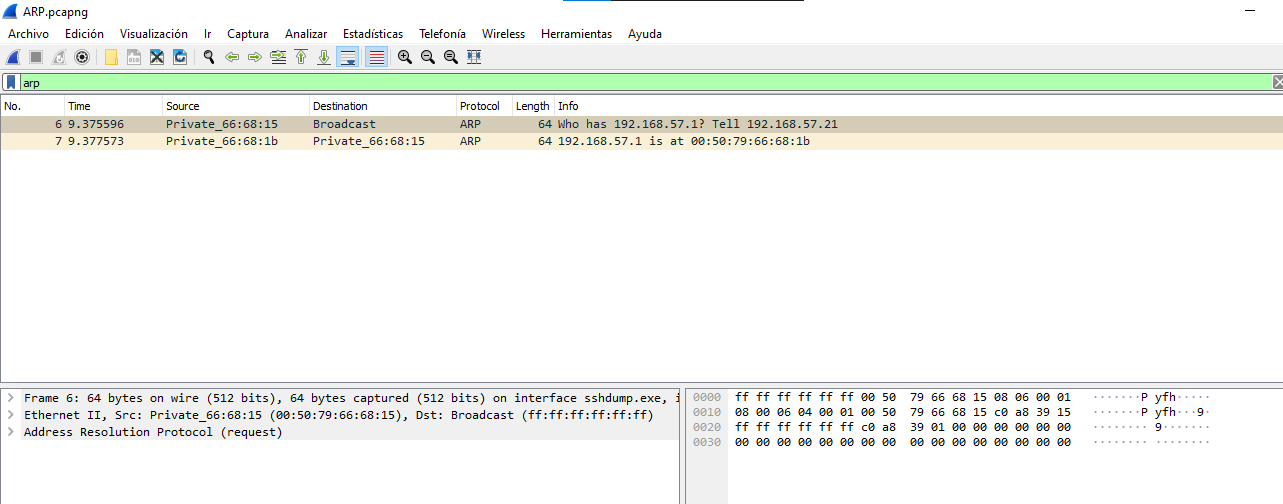 ARP.pcapng
Archivo Edición Visualización Ir Captura Analizar Estadísticas Telefonía Wireless Herramientas Ayuda
arp
No. Time Source Destination Protocol Length Info
6 9.375596 Private_66:68:15 Broadcast ARP 64 Who has 192.168.57.1? Tell 192.168.57.21
7 9.377573 Private_66:68:1b Private_66:68:15 ARP 64 192.168.57.1 is at 00:50:79:66:68:1b
Frame 6: 64 bytes on wire (512 bits), 64 bytes captured (512 bits) on interface sshdump.exe, i
Ethernet II, Src: Private_66:68:15 (00:50:79:66:68:15), Dst: Broadcast (ff:ff:ff:ff:ff:ff)
Address Resolution Protocol (request)
0000 ff ff ff ff ff ff 00 50 79 66 68 15 08 06 00 01 ·······P yfh·····
0010 08 00 06 04 00 01 00 50 79 66 68 15 c0 a8 39 15 ·······P yfh···9·
0020 ff ff ff ff ff ff c0 a8 39 01 00 00 00 00 00 00 ········ 9·······
0030 00 00 00 00 00 00 00 00 00 00 00 00 00 00 00 00 ········ ········